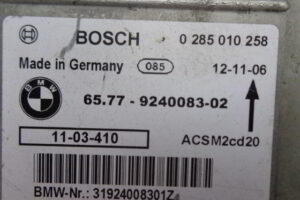 BOSCH 0 285 010 258
Made in Germany 085 12-11-06
BMW 65.77 - 9240083-02
11-03-410 ACSM2cd20
BMW-Nr.: 31924008301Z